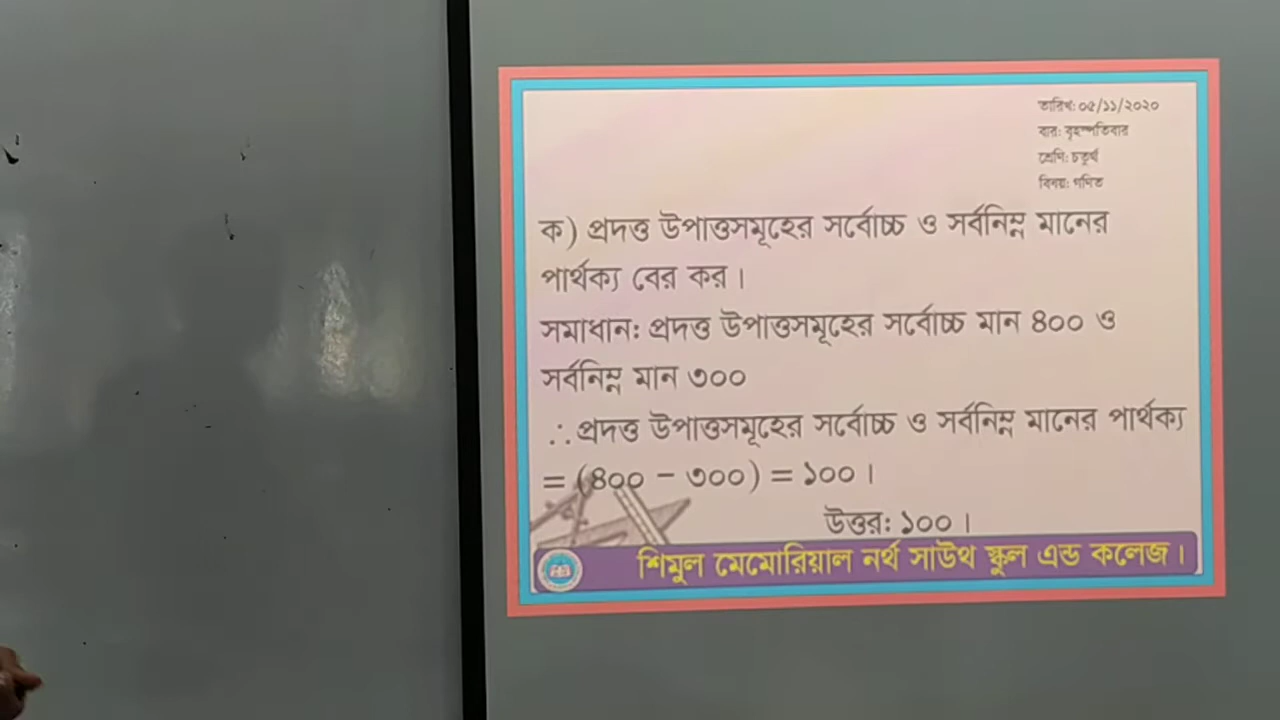 তারিখ: ০৫/১১/২০২০
বার: বৃহস্পতিবার
শ্রেণি: চতুর্থ
বিষয়: গণিত
ক) প্রদত্ত উপাত্তসমূহের সর্বোচ্চ ও সর্বনিম্ন মানের
পার্থক্য বের কর।
সমাধান: প্রদত্ত উপাত্তসমূহের সর্বোচ্চ মান ৪০০ ও
সর্বনিম্ন মান ৩০০
∴ প্রদত্ত উপাত্তসমূহের সর্বোচ্চ ও সর্বনিম্ন মানের পার্থক্য
= (৪০০ − ৩০০) = ১০০।
উত্তর: ১০০।
শিমুল মেমোরিয়াল নর্থ সাউথ স্কুল এন্ড কলেজ।